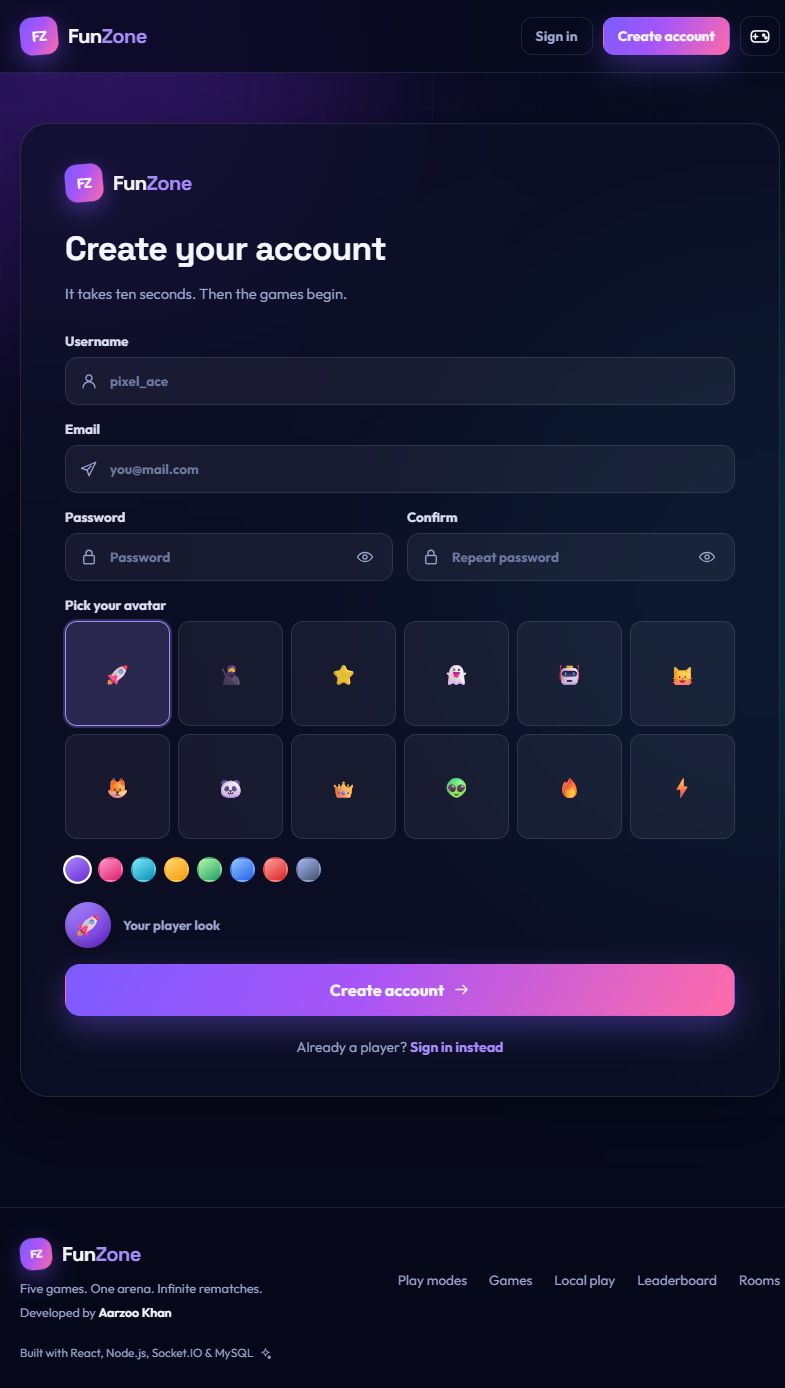 FZ FunZone Sign in Create account
FZ FunZone
Create your account
It takes ten seconds. Then the games begin.
Username
pixel_ace
Email
you@mail.com
Password Confirm
Password Repeat password
Pick your avatar
Your player look
Create account →
Already a player? Sign in instead
FZ FunZone
Five games. One arena. Infinite rematches.
Developed by Aarzoo Khan
Play modes Games Local play Leaderboard Rooms
Built with React, Node.js, Socket.IO & MySQL